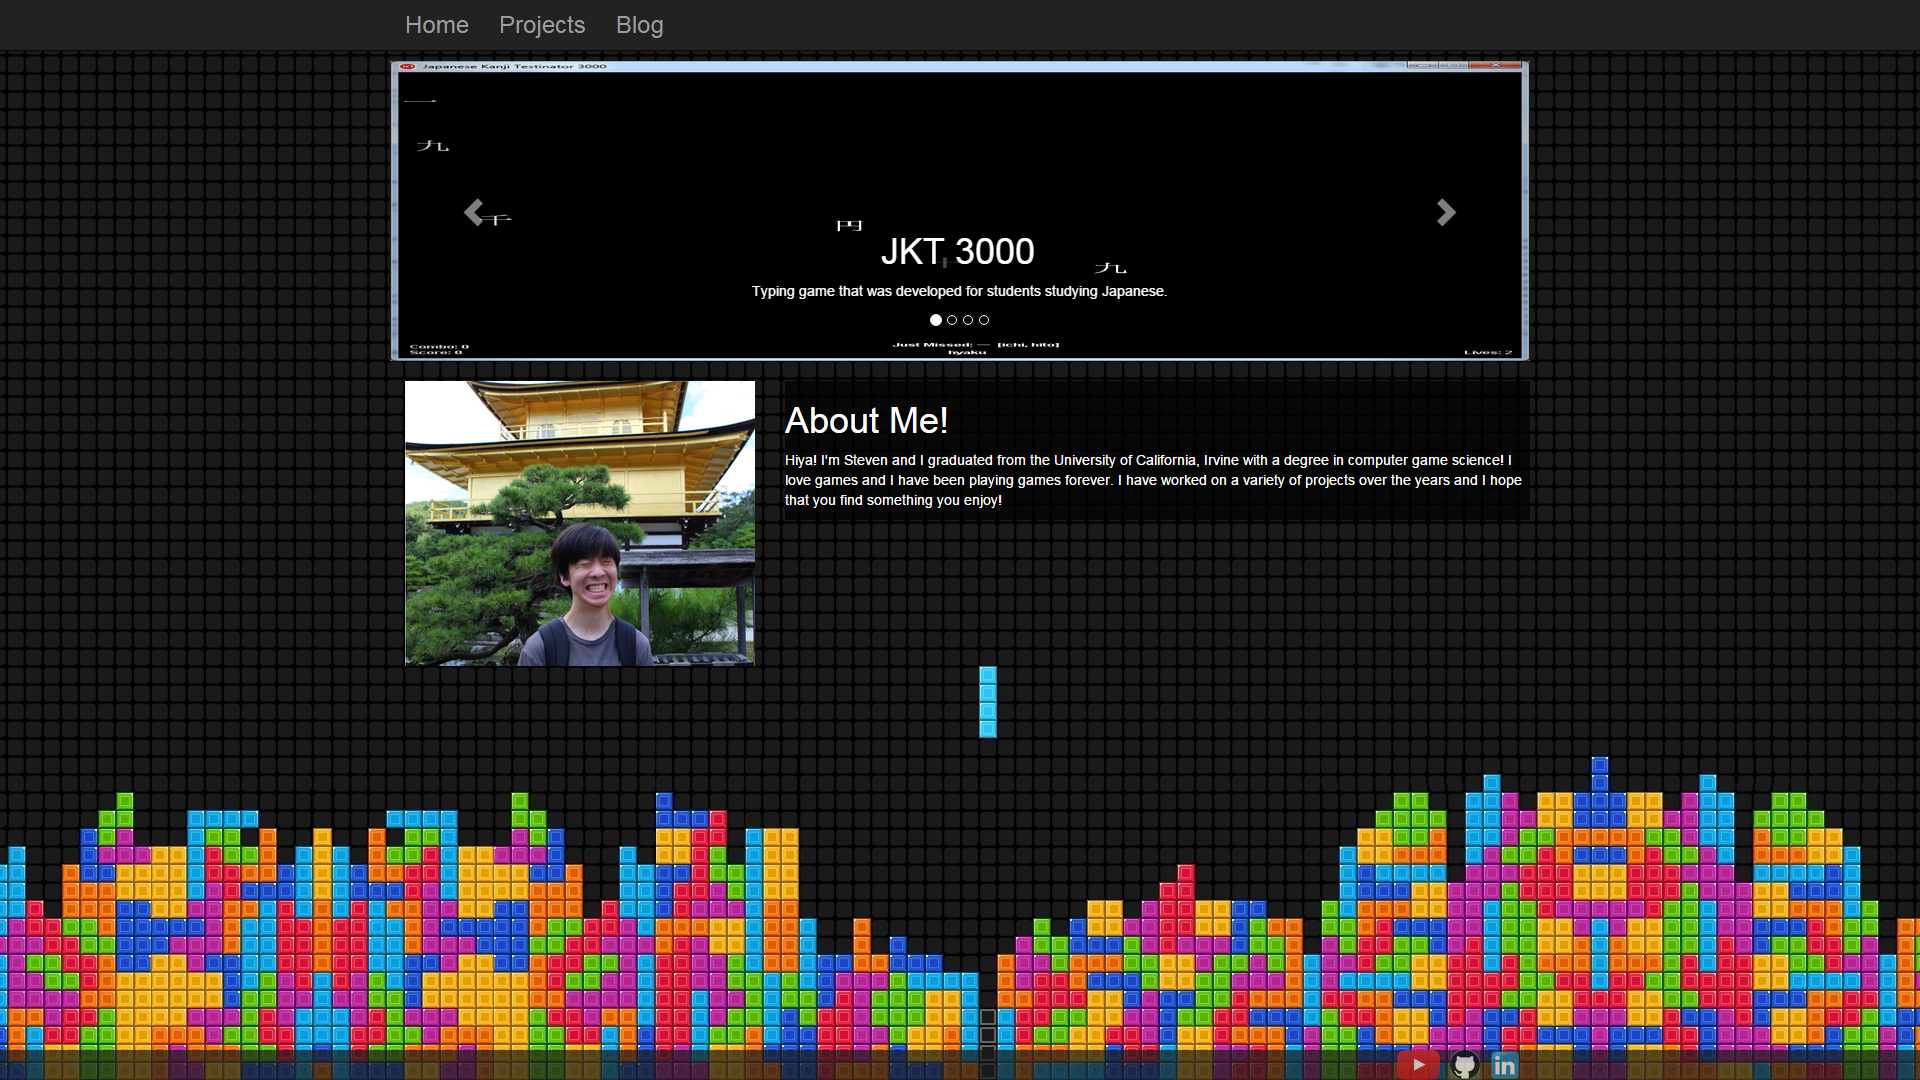 Home Projects Blog
Japanese Kanji Testinator 3000
一
九
千
円
JKT 3000
九
Typing game that was developed for students studying Japanese.
Just Missed: 一 [ichi, hito]
Combo: 0
Score: 0
hyaku
Lives: 2
About Me!
Hiya! I'm Steven and I graduated from the University of California, Irvine with a degree in computer game science! I
love games and I have been playing games forever. I have worked on a variety of projects over the years and I hope
that you find something you enjoy!
in